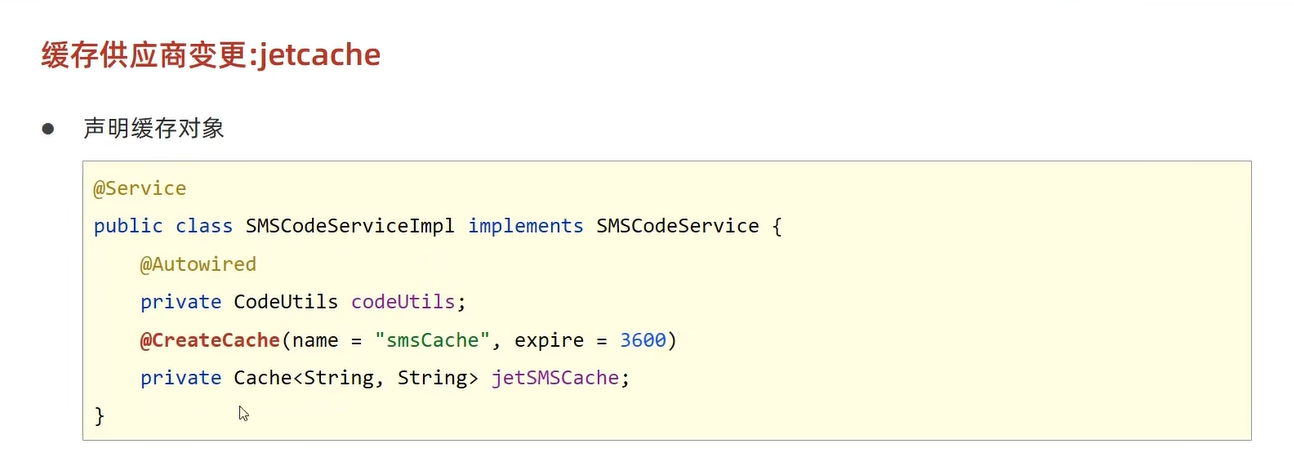 缓存供应商变更:jetcache
● 声明缓存对象
@Service
public class SMSCodeServiceImpl implements SMSCodeService {
    @Autowired
    private CodeUtils codeUtils;
    @CreateCache(name = "smsCache", expire = 3600)
    private Cache<String, String> jetSMSCache;
}